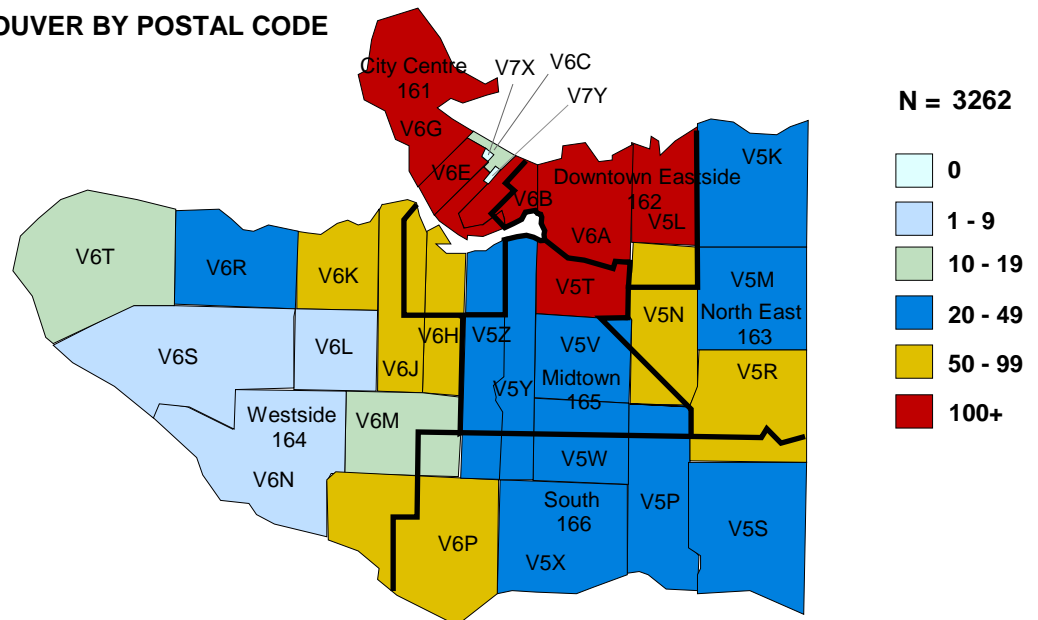 OUVER BY POSTAL CODE
City Centre
161
V7X
V6C
V7Y
N = 3262
V6G
V6E
V6B
Downtown Eastside
162
V5K
V5L
V6A
0
1 - 9
10 - 19
20 - 49
50 - 99
100+
V6T
V6R
V6K
V5T
V5M
North East
163
V6S
V6L
V6J
V6H
V5Z
V5Y
V5V
V5N
Midtown
165
V5R
Westside
164
V6M
V6N
V5W
South
166
V5P
V5S
V6P
V5X